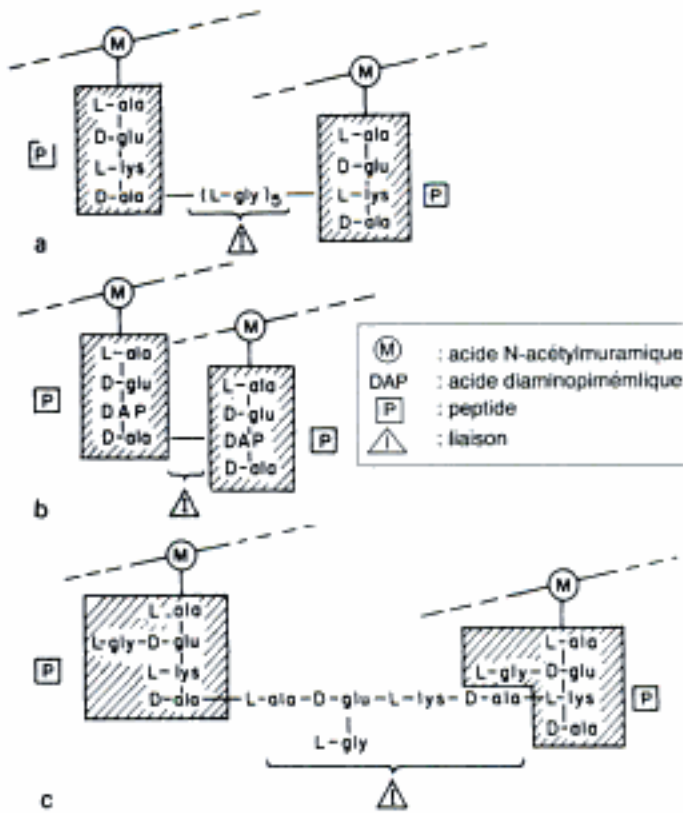 M
L-ala
D-glu
L-lys
D-ala
P
(L-gly)5
M
L-ala
D-glu
L-lys
D-ala
P
a
M
L-ala
D-glu
DAP
D-ala
P
M
L-ala
D-glu
DAP
D-ala
P
b
M : acide N-acétylmuramique
DAP : acide diaminopimémlique
P : peptide
: liaison
M
L-ala
L-gly-D-glu
L-lys
D-ala
P
L-ala-D-glu-L-lys-D-ala
L-gly
M
L-ala
L-gly-D-glu
L-lys
D-ala
P
c